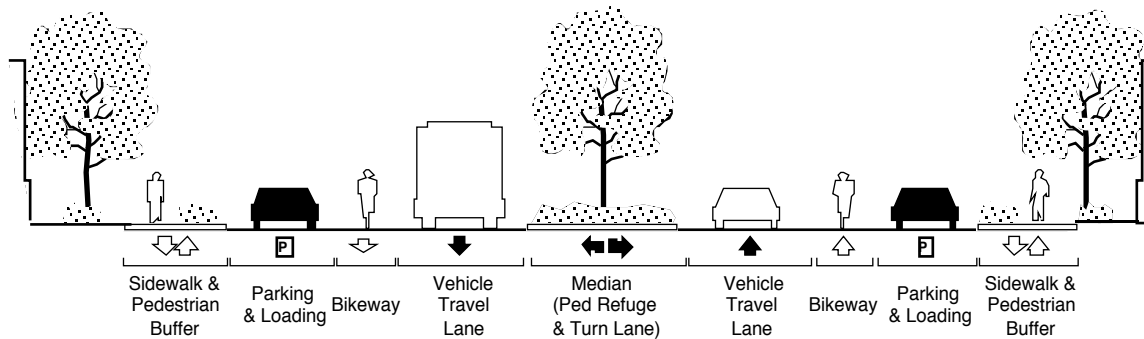 P
P
Sidewalk &
Pedestrian
Buffer
Parking
& Loading
Bikeway
Vehicle
Travel
Lane
Median
(Ped Refuge
& Turn Lane)
Vehicle
Travel
Lane
Bikeway
Parking
& Loading
Sidewalk &
Pedestrian
Buffer